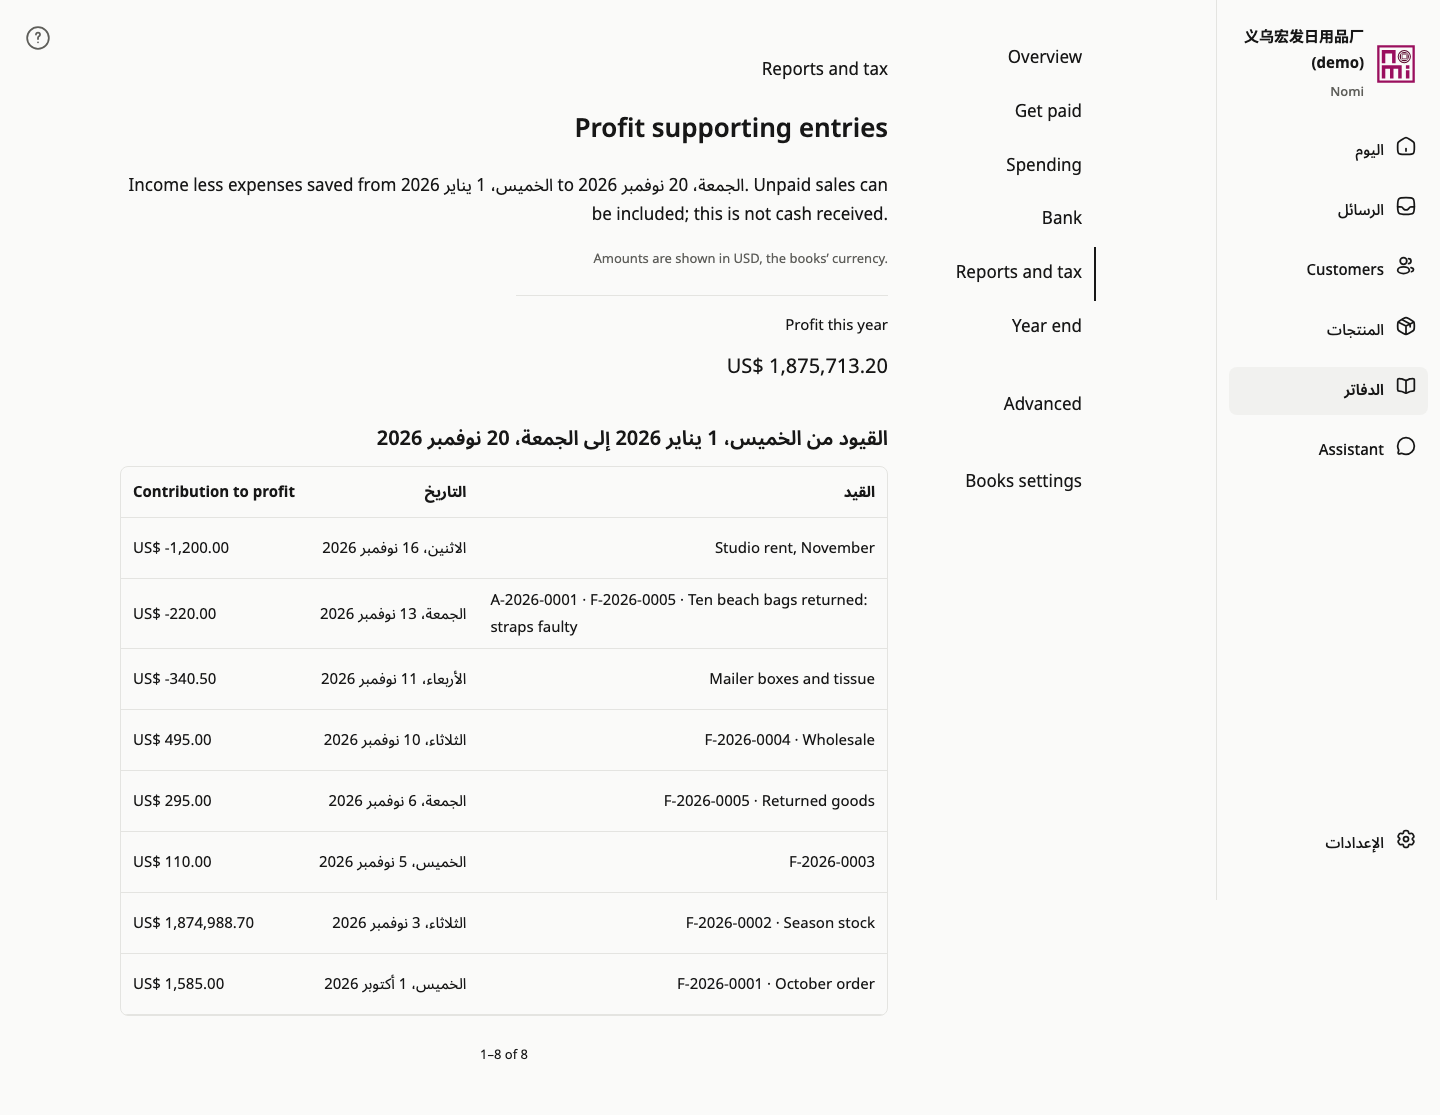 义乌宏发日用品厂
(demo)
Nomi
اليوم
الرسائل
Customers
المنتجات
الدفاتر
Assistant
الإعدادات
Overview
Get paid
Spending
Bank
Reports and tax
Year end
Advanced
Books settings
Reports and tax
Profit supporting entries
Income less expenses saved from الخميس، 1 يناير 2026 to الجمعة، 20 نوفمبر 2026. Unpaid sales can
be included; this is not cash received.
Amounts are shown in USD, the books’ currency.
Profit this year
US$ 1,875,713.20
القيود من الخميس، 1 يناير 2026 إلى الجمعة، 20 نوفمبر 2026
القيد التاريخ Contribution to profit
Studio rent, November الاثنين، 16 نوفمبر 2026 US$ -1,200.00
A-2026-0001 · F-2026-0005 · Ten beach bags returned:
straps faulty الجمعة، 13 نوفمبر 2026 US$ -220.00
Mailer boxes and tissue الأربعاء، 11 نوفمبر 2026 US$ -340.50
F-2026-0004 · Wholesale الثلاثاء، 10 نوفمبر 2026 US$ 495.00
F-2026-0005 · Returned goods الجمعة، 6 نوفمبر 2026 US$ 295.00
F-2026-0003 الخميس، 5 نوفمبر 2026 US$ 110.00
F-2026-0002 · Season stock الثلاثاء، 3 نوفمبر 2026 US$ 1,874,988.70
F-2026-0001 · October order الخميس، 1 أكتوبر 2026 US$ 1,585.00
1–8 of 8